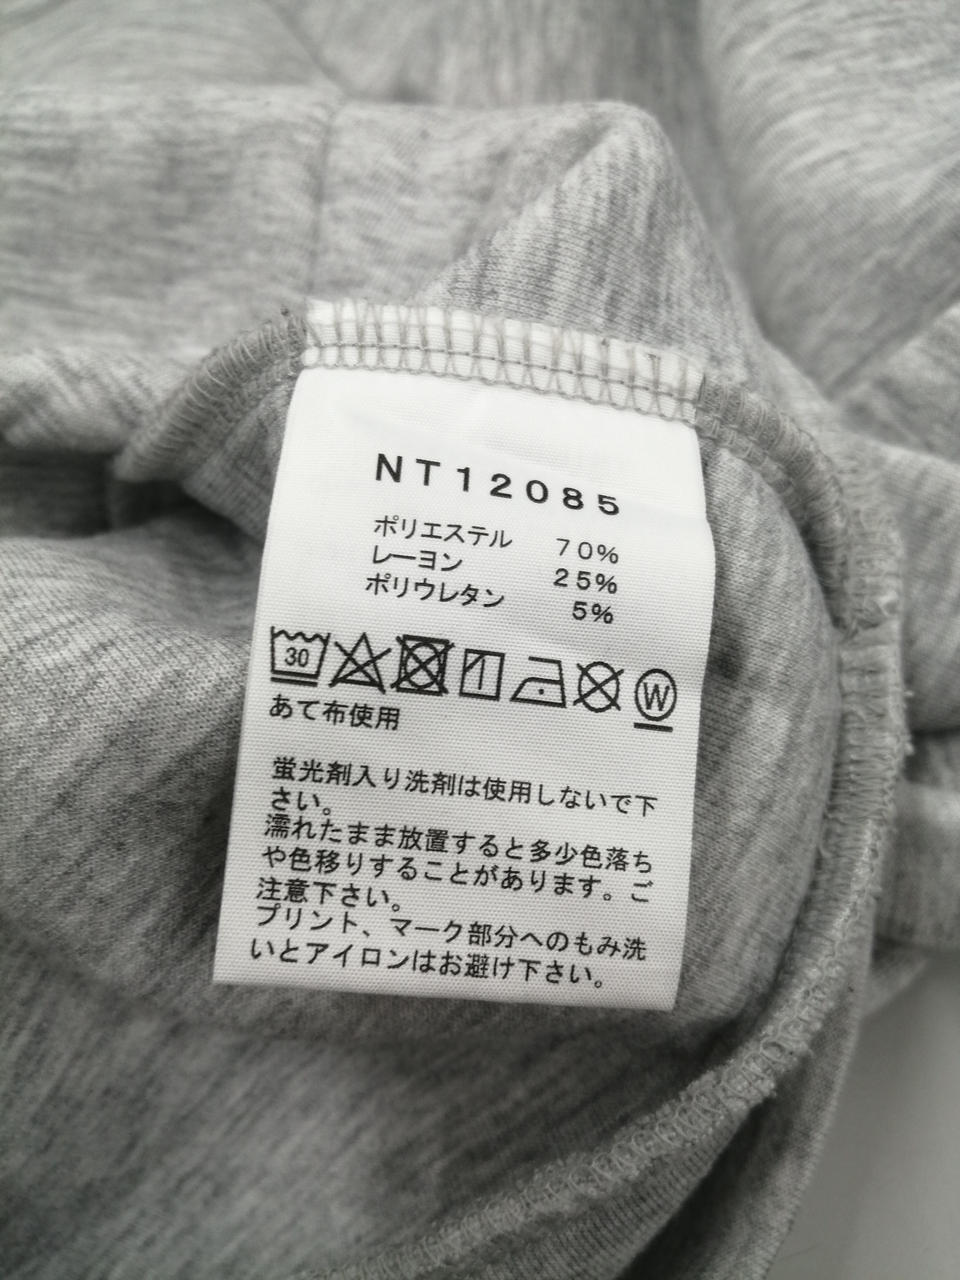 NT12085
ポリエステル 70%
レーヨン 25%
ポリウレタン 5%
30 W
あて布使用
蛍光剤入り洗剤は使用しないで下
さい。
濡れたまま放置すると多少色落ち
や色移りすることがあります。ご
注意下さい。
プリント、マーク部分へのもみ洗
いとアイロンはお避け下さい。